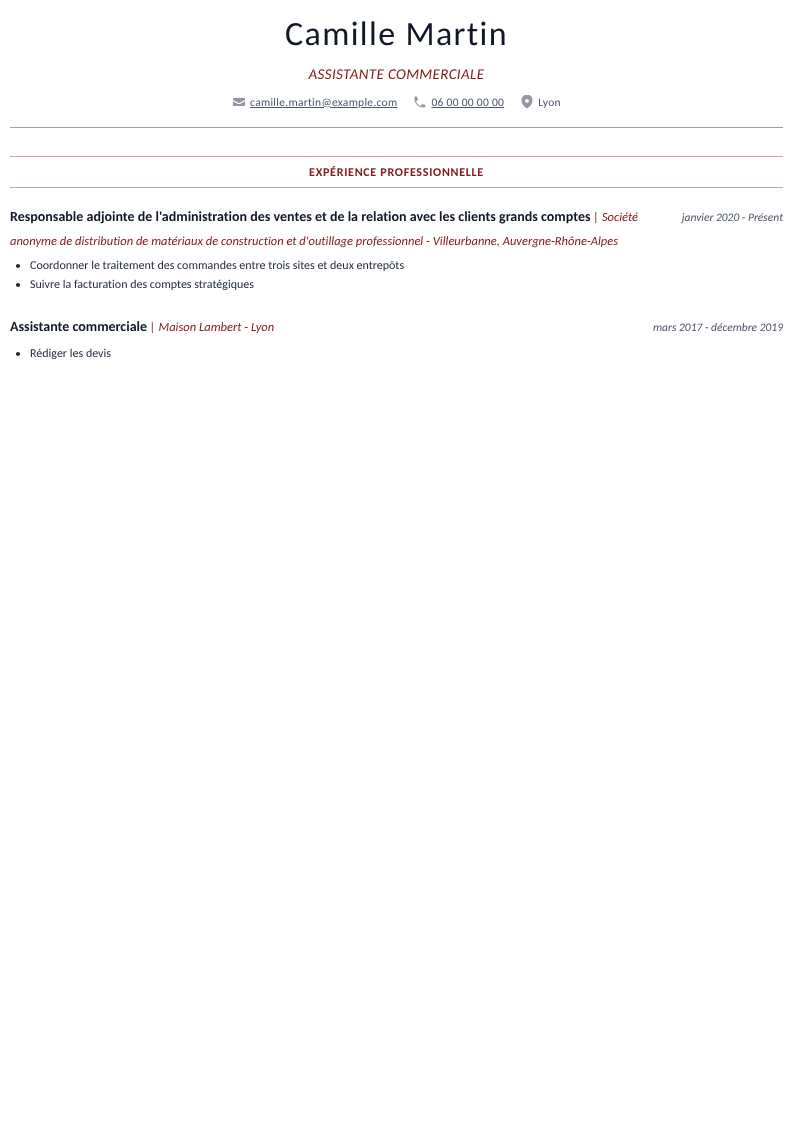 Camille Martin
ASSISTANTE COMMERCIALE
camille.martin@example.com 06 00 00 00 00 Lyon
EXPÉRIENCE PROFESSIONNELLE
Responsable adjointe de l'administration des ventes et de la relation avec les clients grands comptes | Société janvier 2020 - Présent
anonyme de distribution de matériaux de construction et d'outillage professionnel - Villeurbanne, Auvergne-Rhône-Alpes
• Coordonner le traitement des commandes entre trois sites et deux entrepôts
• Suivre la facturation des comptes stratégiques
Assistante commerciale | Maison Lambert - Lyon mars 2017 - décembre 2019
• Rédiger les devis